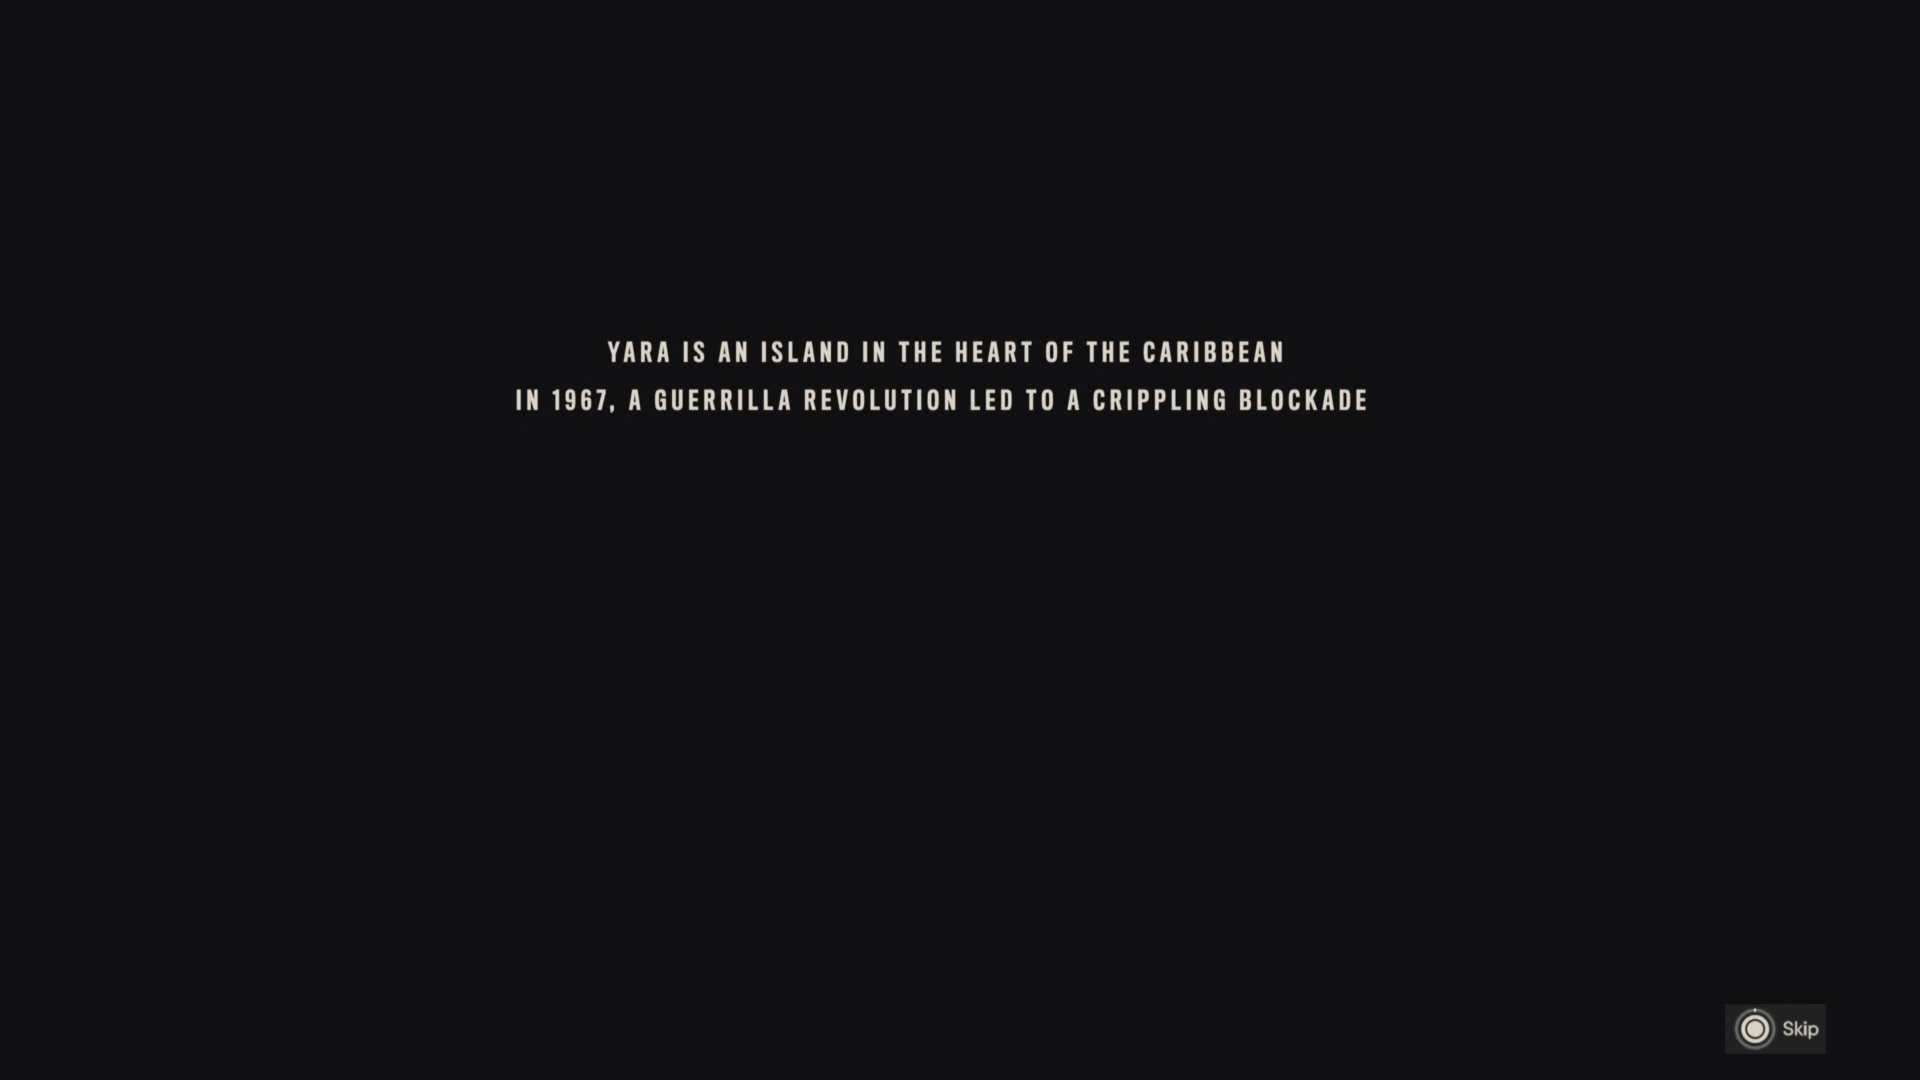 YARA IS AN ISLAND IN THE HEART OF THE CARIBBEAN
IN 1967, A GUERRILLA REVOLUTION LED TO A CRIPPLING BLOCKADE
Skip